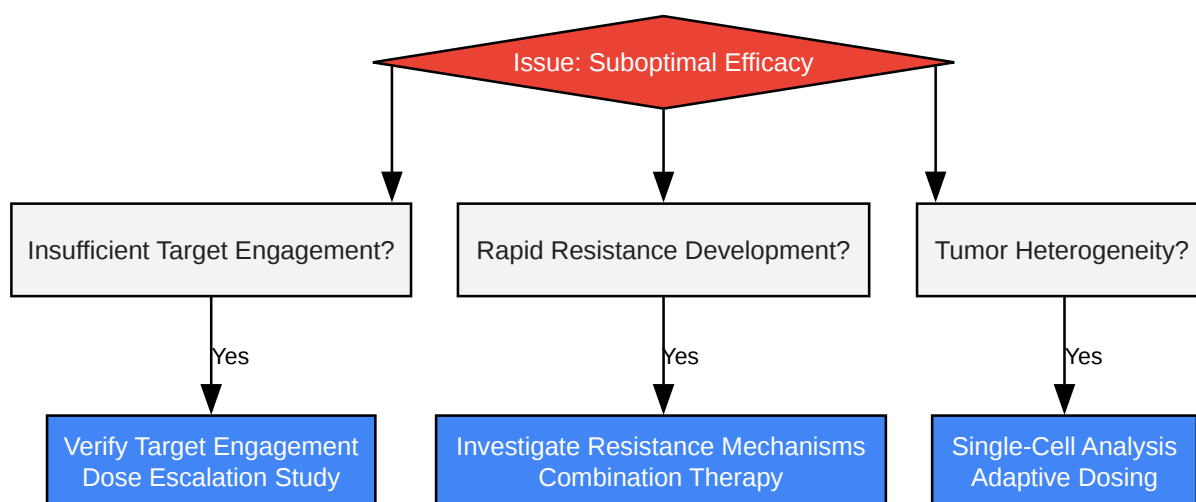 Issue: Suboptimal Efficacy
Insufficient Target Engagement?
Rapid Resistance Development?
Tumor Heterogeneity?
Yes
Yes
Yes
Verify Target Engagement
Dose Escalation Study
Investigate Resistance Mechanisms
Combination Therapy
Single-Cell Analysis
Adaptive Dosing